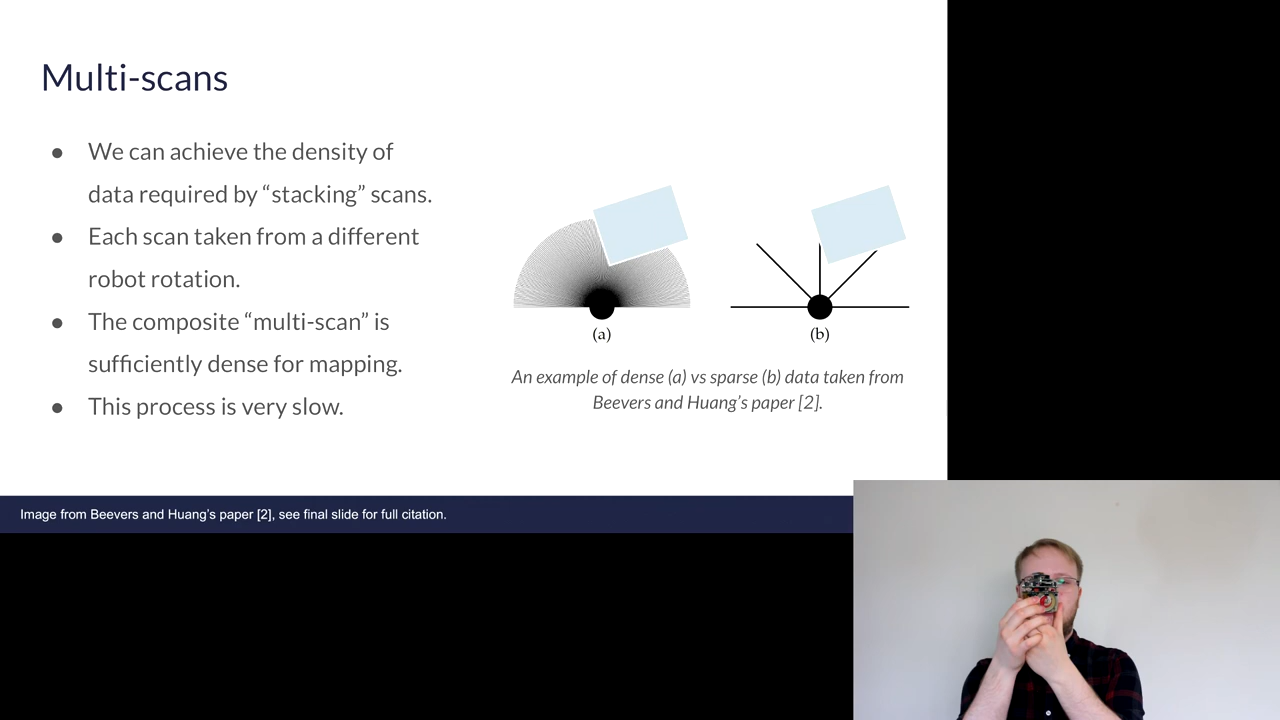 Multi-scans
● We can achieve the density of
data required by “stacking” scans.
● Each scan taken from a different
robot rotation.
● The composite “multi-scan” is
sufficiently dense for mapping.
● This process is very slow.
(a)
(b)
An example of dense (a) vs sparse (b) data taken from
Beevers and Huang’s paper [2].
Image from Beevers and Huang’s paper [2], see final slide for full citation.